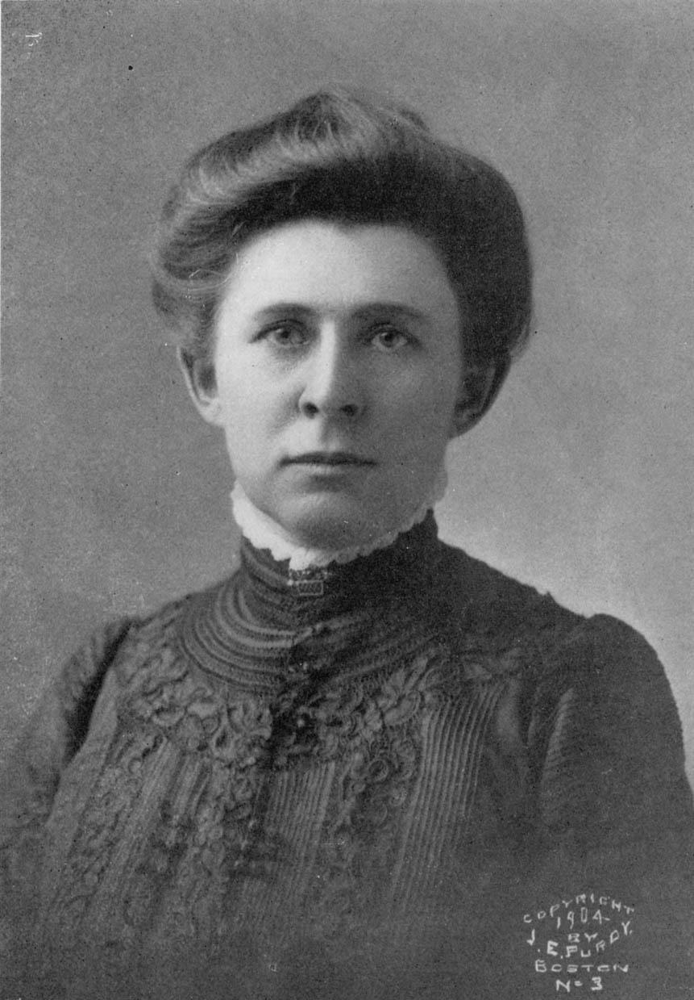 COPYRIGHT
1904
BY
J. E. PURDY.
BOSTON
No 3